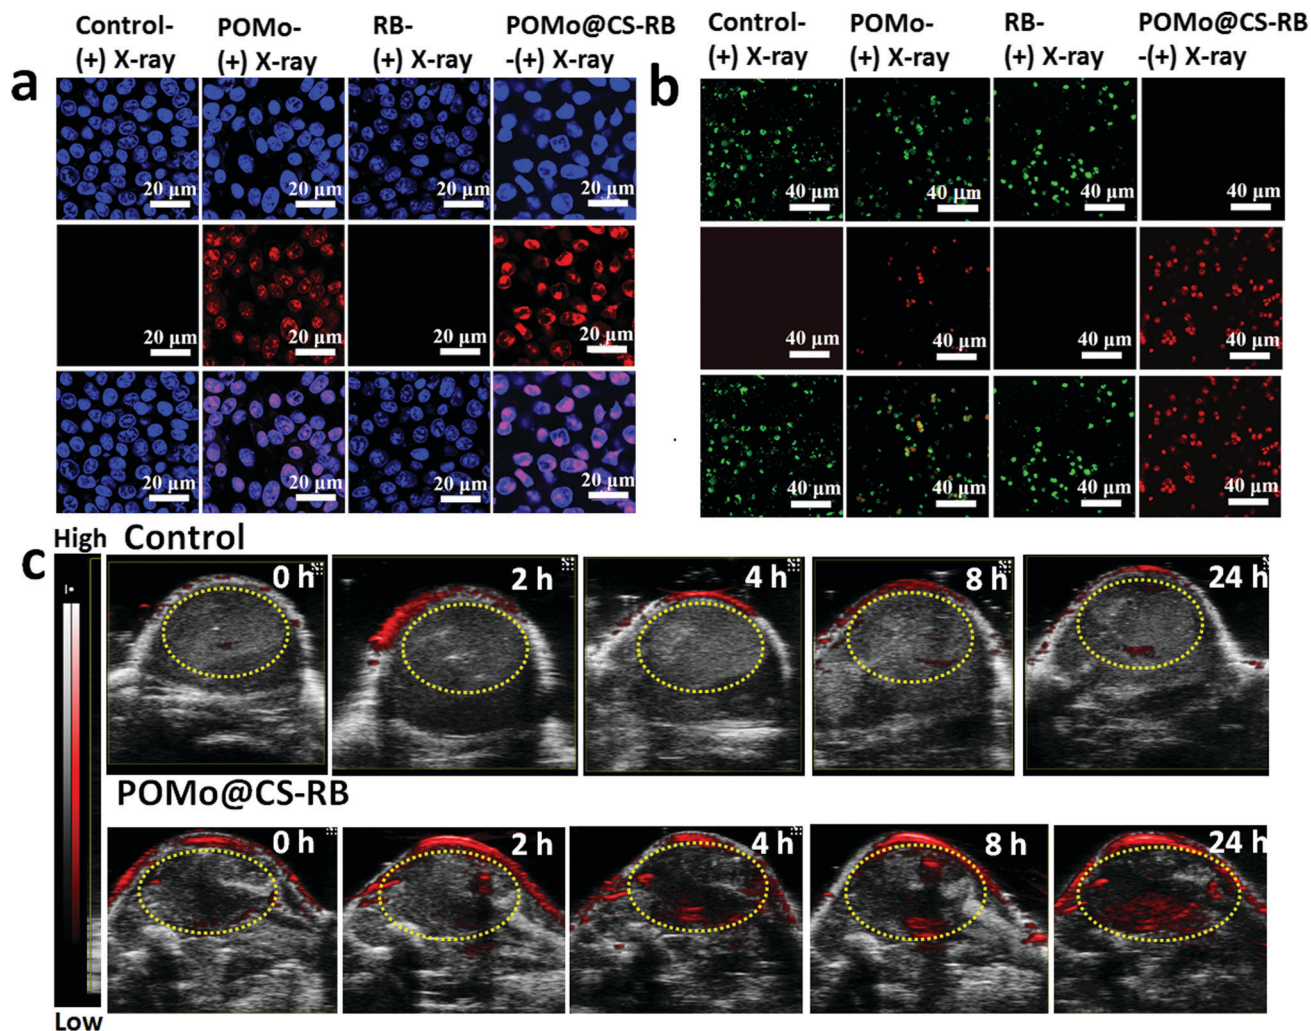 a
Control-
(+) X-ray
POMo-
(+) X-ray
RB-
(+) X-ray
POMo@CS-RB
-(+) X-ray
20 µm
20 µm
20 µm
20 µm
20 µm
20 µm
20 µm
20 µm
20 µm
20 µm
20 µm
20 µm
b
Control-
(+) X-ray
POMo-
(+) X-ray
RB-
(+) X-ray
POMo@CS-RB
-(+) X-ray
40 µm
40 µm
40 µm
40 µm
40 µm
40 µm
40 µm
40 µm
40 µm
40 µm
40 µm
40 µm
c
High
Low
Control
0 h
2 h
4 h
8 h
24 h
POMo@CS-RB
0 h
2 h
4 h
8 h
24 h